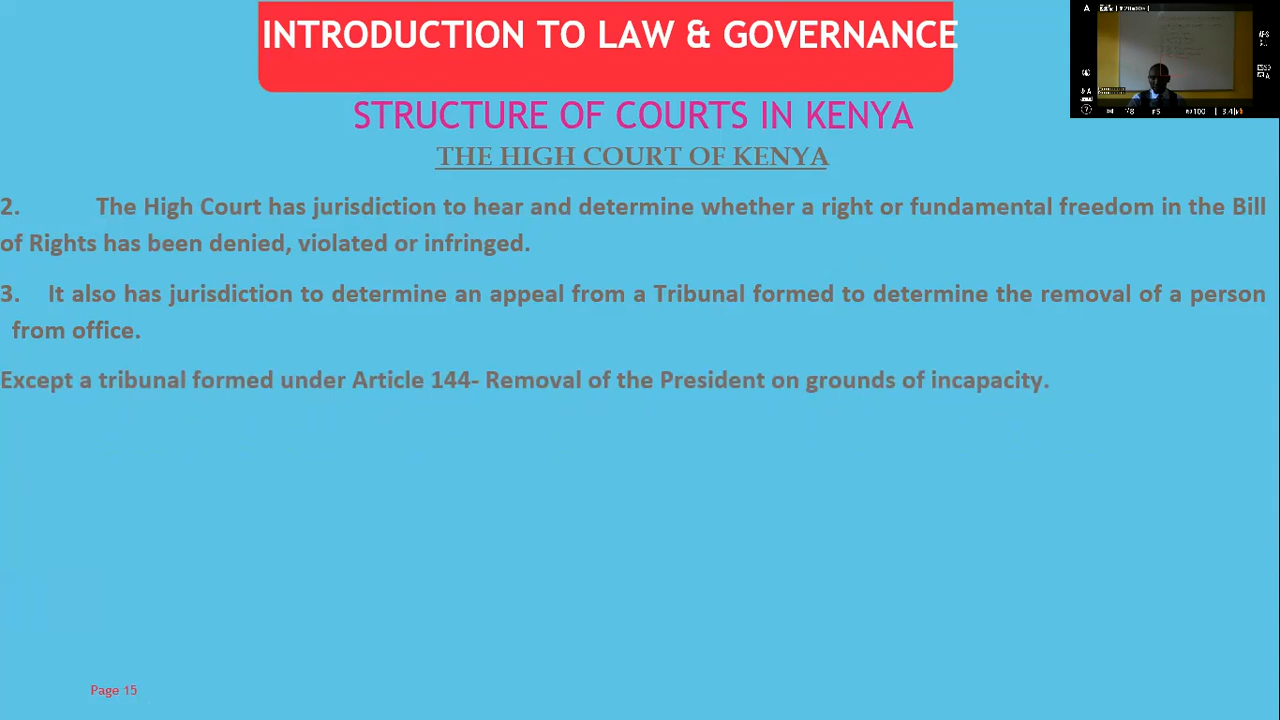 INTRODUCTION TO LAW & GOVERNANCE
STRUCTURE OF COURTS IN KENYA
THE HIGH COURT OF KENYA
2. The High Court has jurisdiction to hear and determine whether a right or fundamental freedom in the Bill
of Rights has been denied, violated or infringed.
3. It also has jurisdiction to determine an appeal from a Tribunal formed to determine the removal of a person
from office.
Except a tribunal formed under Article 144- Removal of the President on grounds of incapacity.
Page 15